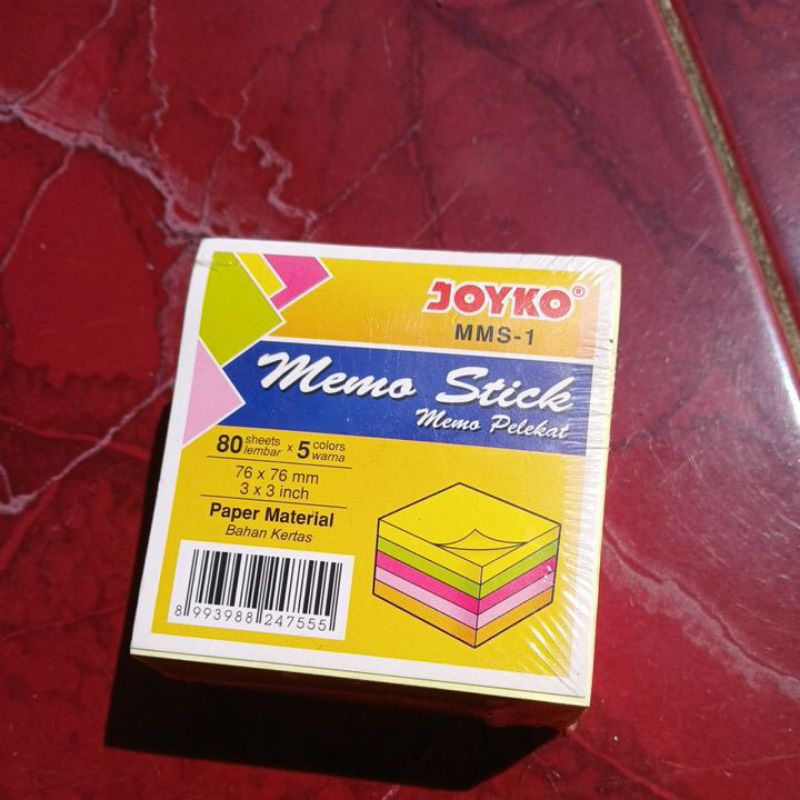 JOYKO®
MMS-1
Memo Stick
Memo Pelekat
80 sheets lembar x 5 colors warna
76 x 76 mm
3 x 3 inch
Paper Material
Bahan Kertas
8 993988 247555